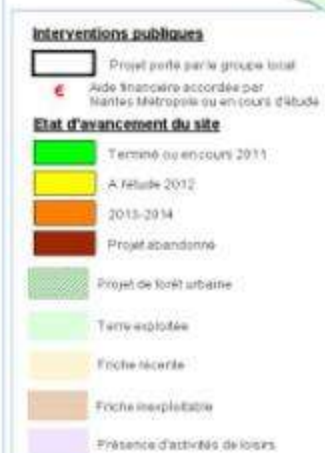 Interventions publiques
Projet porté par le groupe local
€ Aide financière accordée par
Nantes Métropole ou en cours d'étude
Etat d'avancement du site
Terminé ou en cours 2011
A l'étude 2012
2013-2014
Projet abandonné
Projet de forêt urbaine
Terre exploitée
Friche récente
Friche inexploitable
Présence d'activités de loisirs